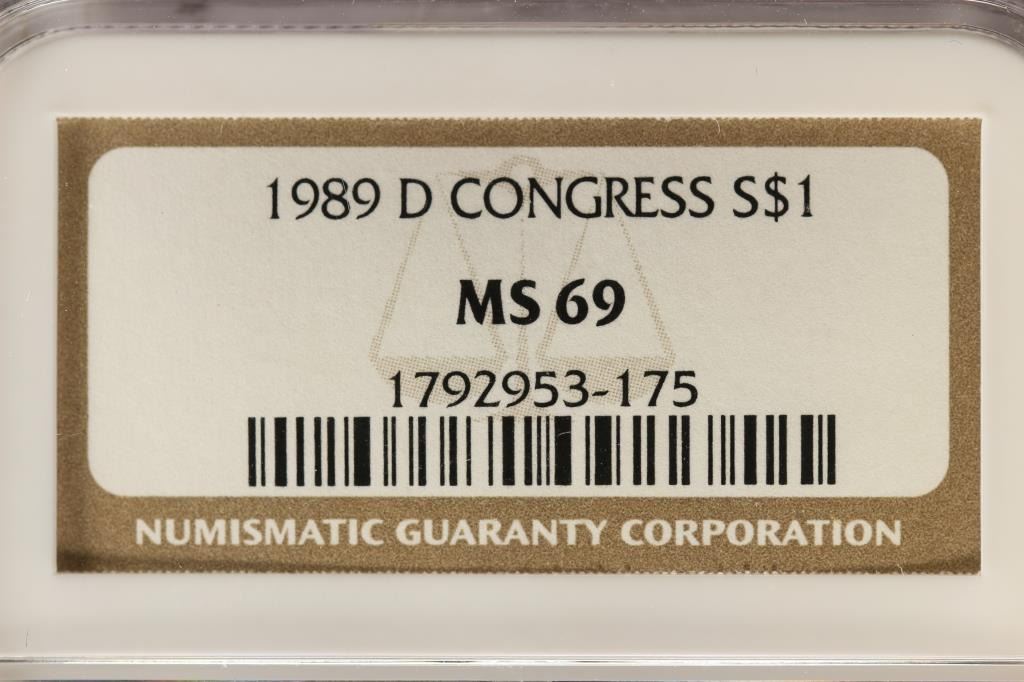 1989 D CONGRESS S$1
MS 69
1792953-175
NUMISMATIC GUARANTY CORPORATION